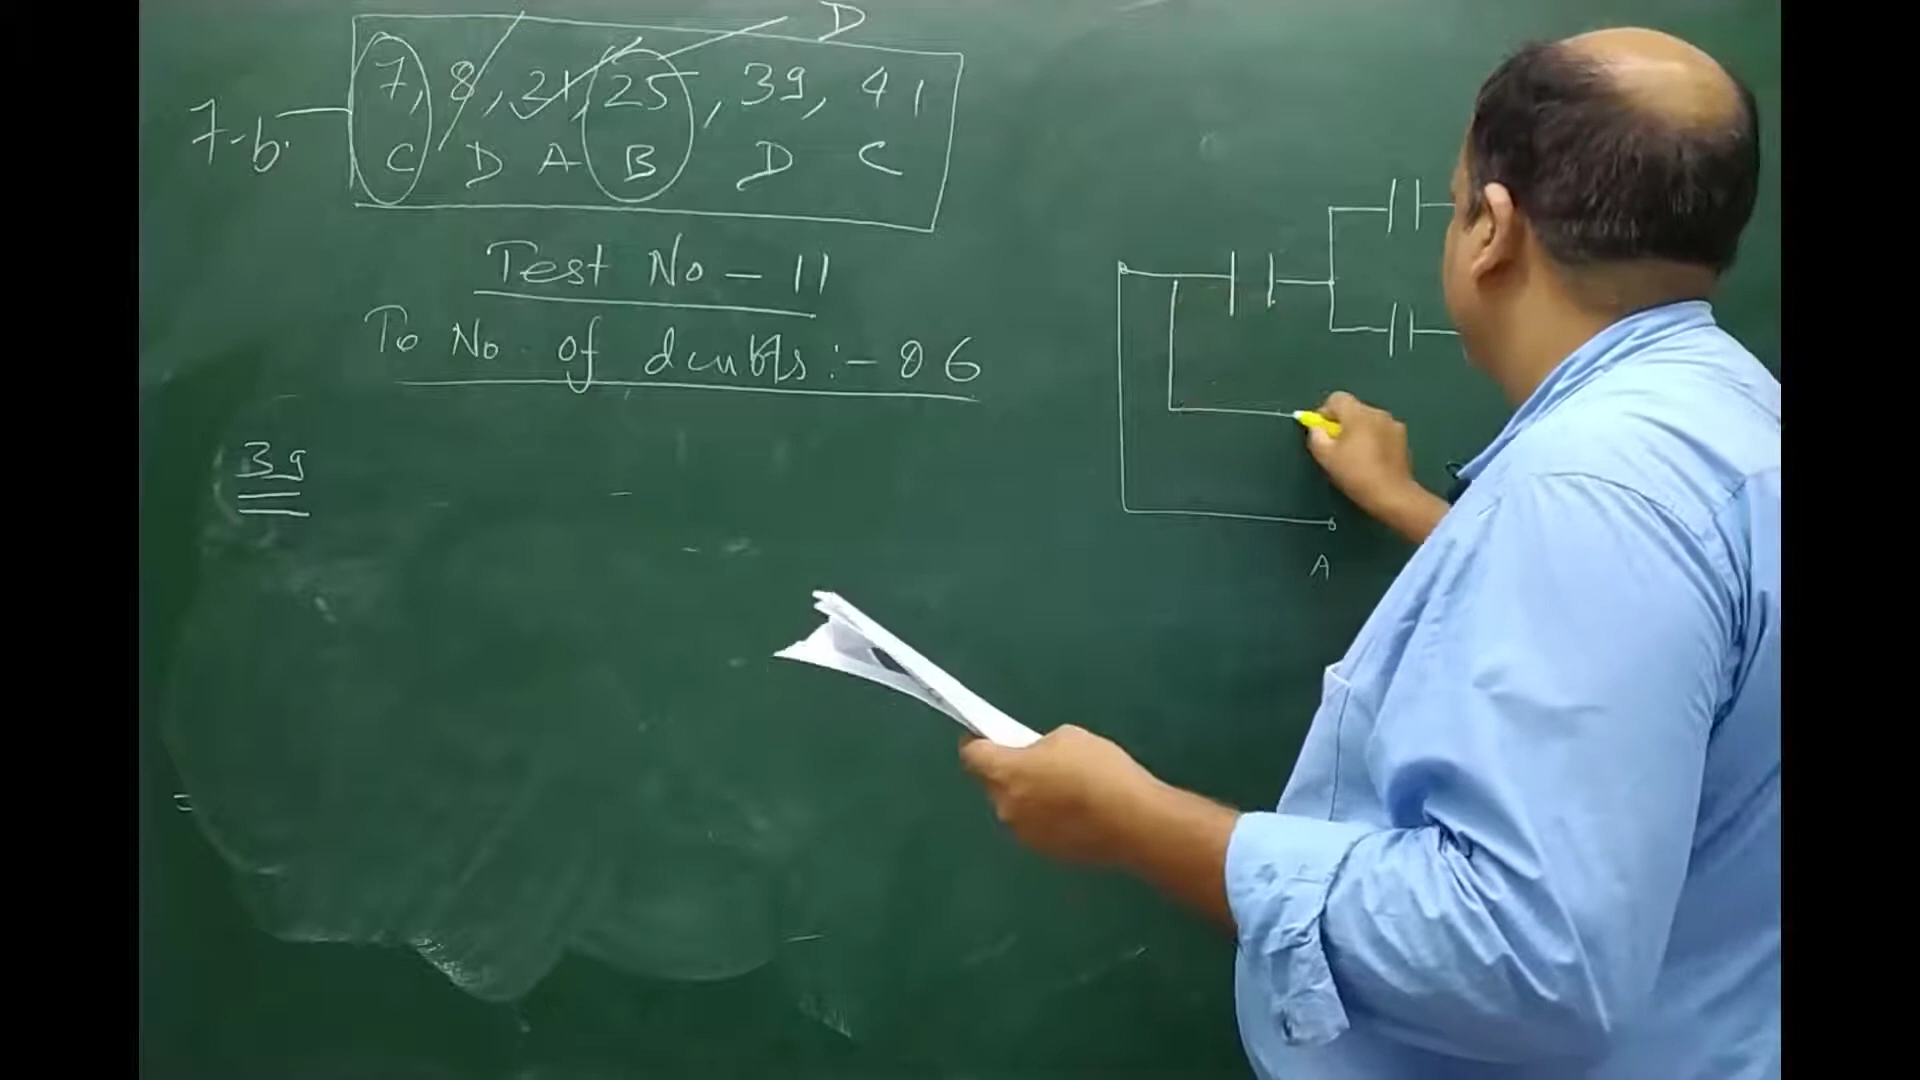 D
7, 8, 21, 25, 39, 41
7-b.
C D A B D C
Test No - 11
To No. of doubts :- 06
39
=
A